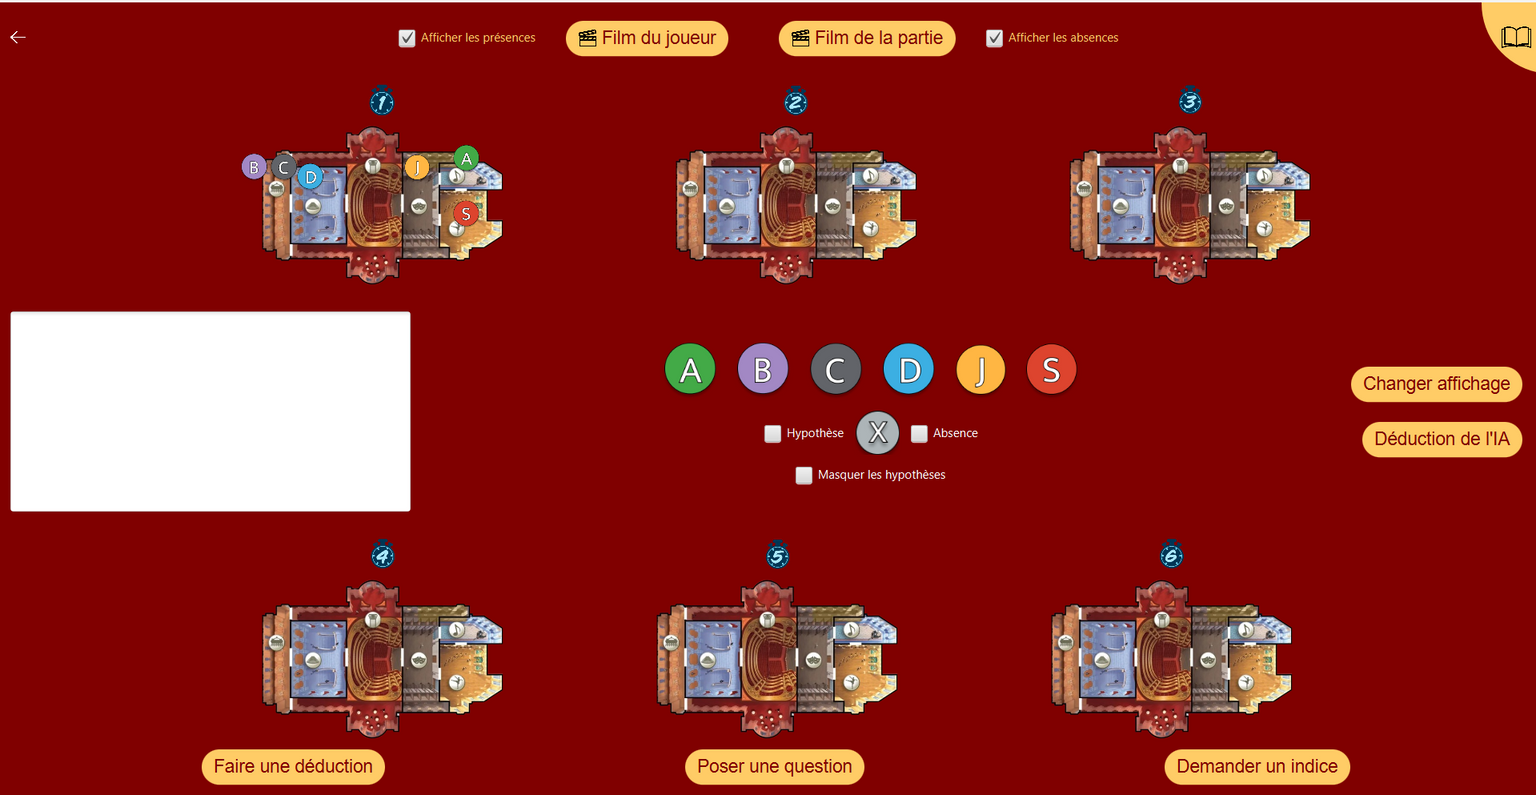 Afficher les présences
Film du joueur
Film de la partie
Afficher les absences
1
2
3
B
C
D
J
A
S
A
B
C
D
J
S
Hypothèse
X
Absence
Masquer les hypothèses
Changer affichage
Déduction de l'IA
4
5
6
Faire une déduction
Poser une question
Demander un indice